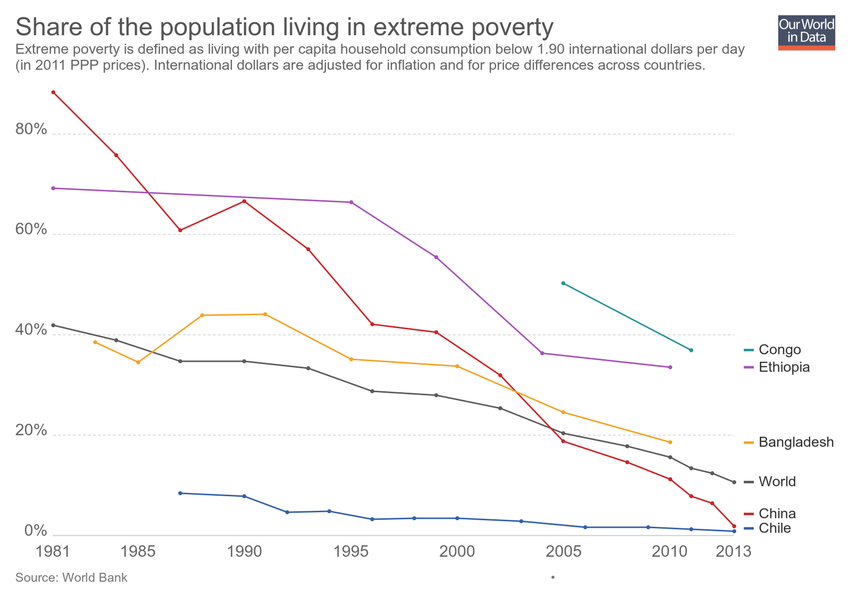 Share of the population living in extreme poverty
Our World
in Data
Extreme poverty is defined as living with per capita household consumption below 1.90 international dollars per day
(in 2011 PPP prices). International dollars are adjusted for inflation and for price differences across countries.
80%
60%
40%
20%
0%
Congo
Ethiopia
Bangladesh
World
China
Chile
1981 1985 1990 1995 2000 2005 2010 2013
Source: World Bank